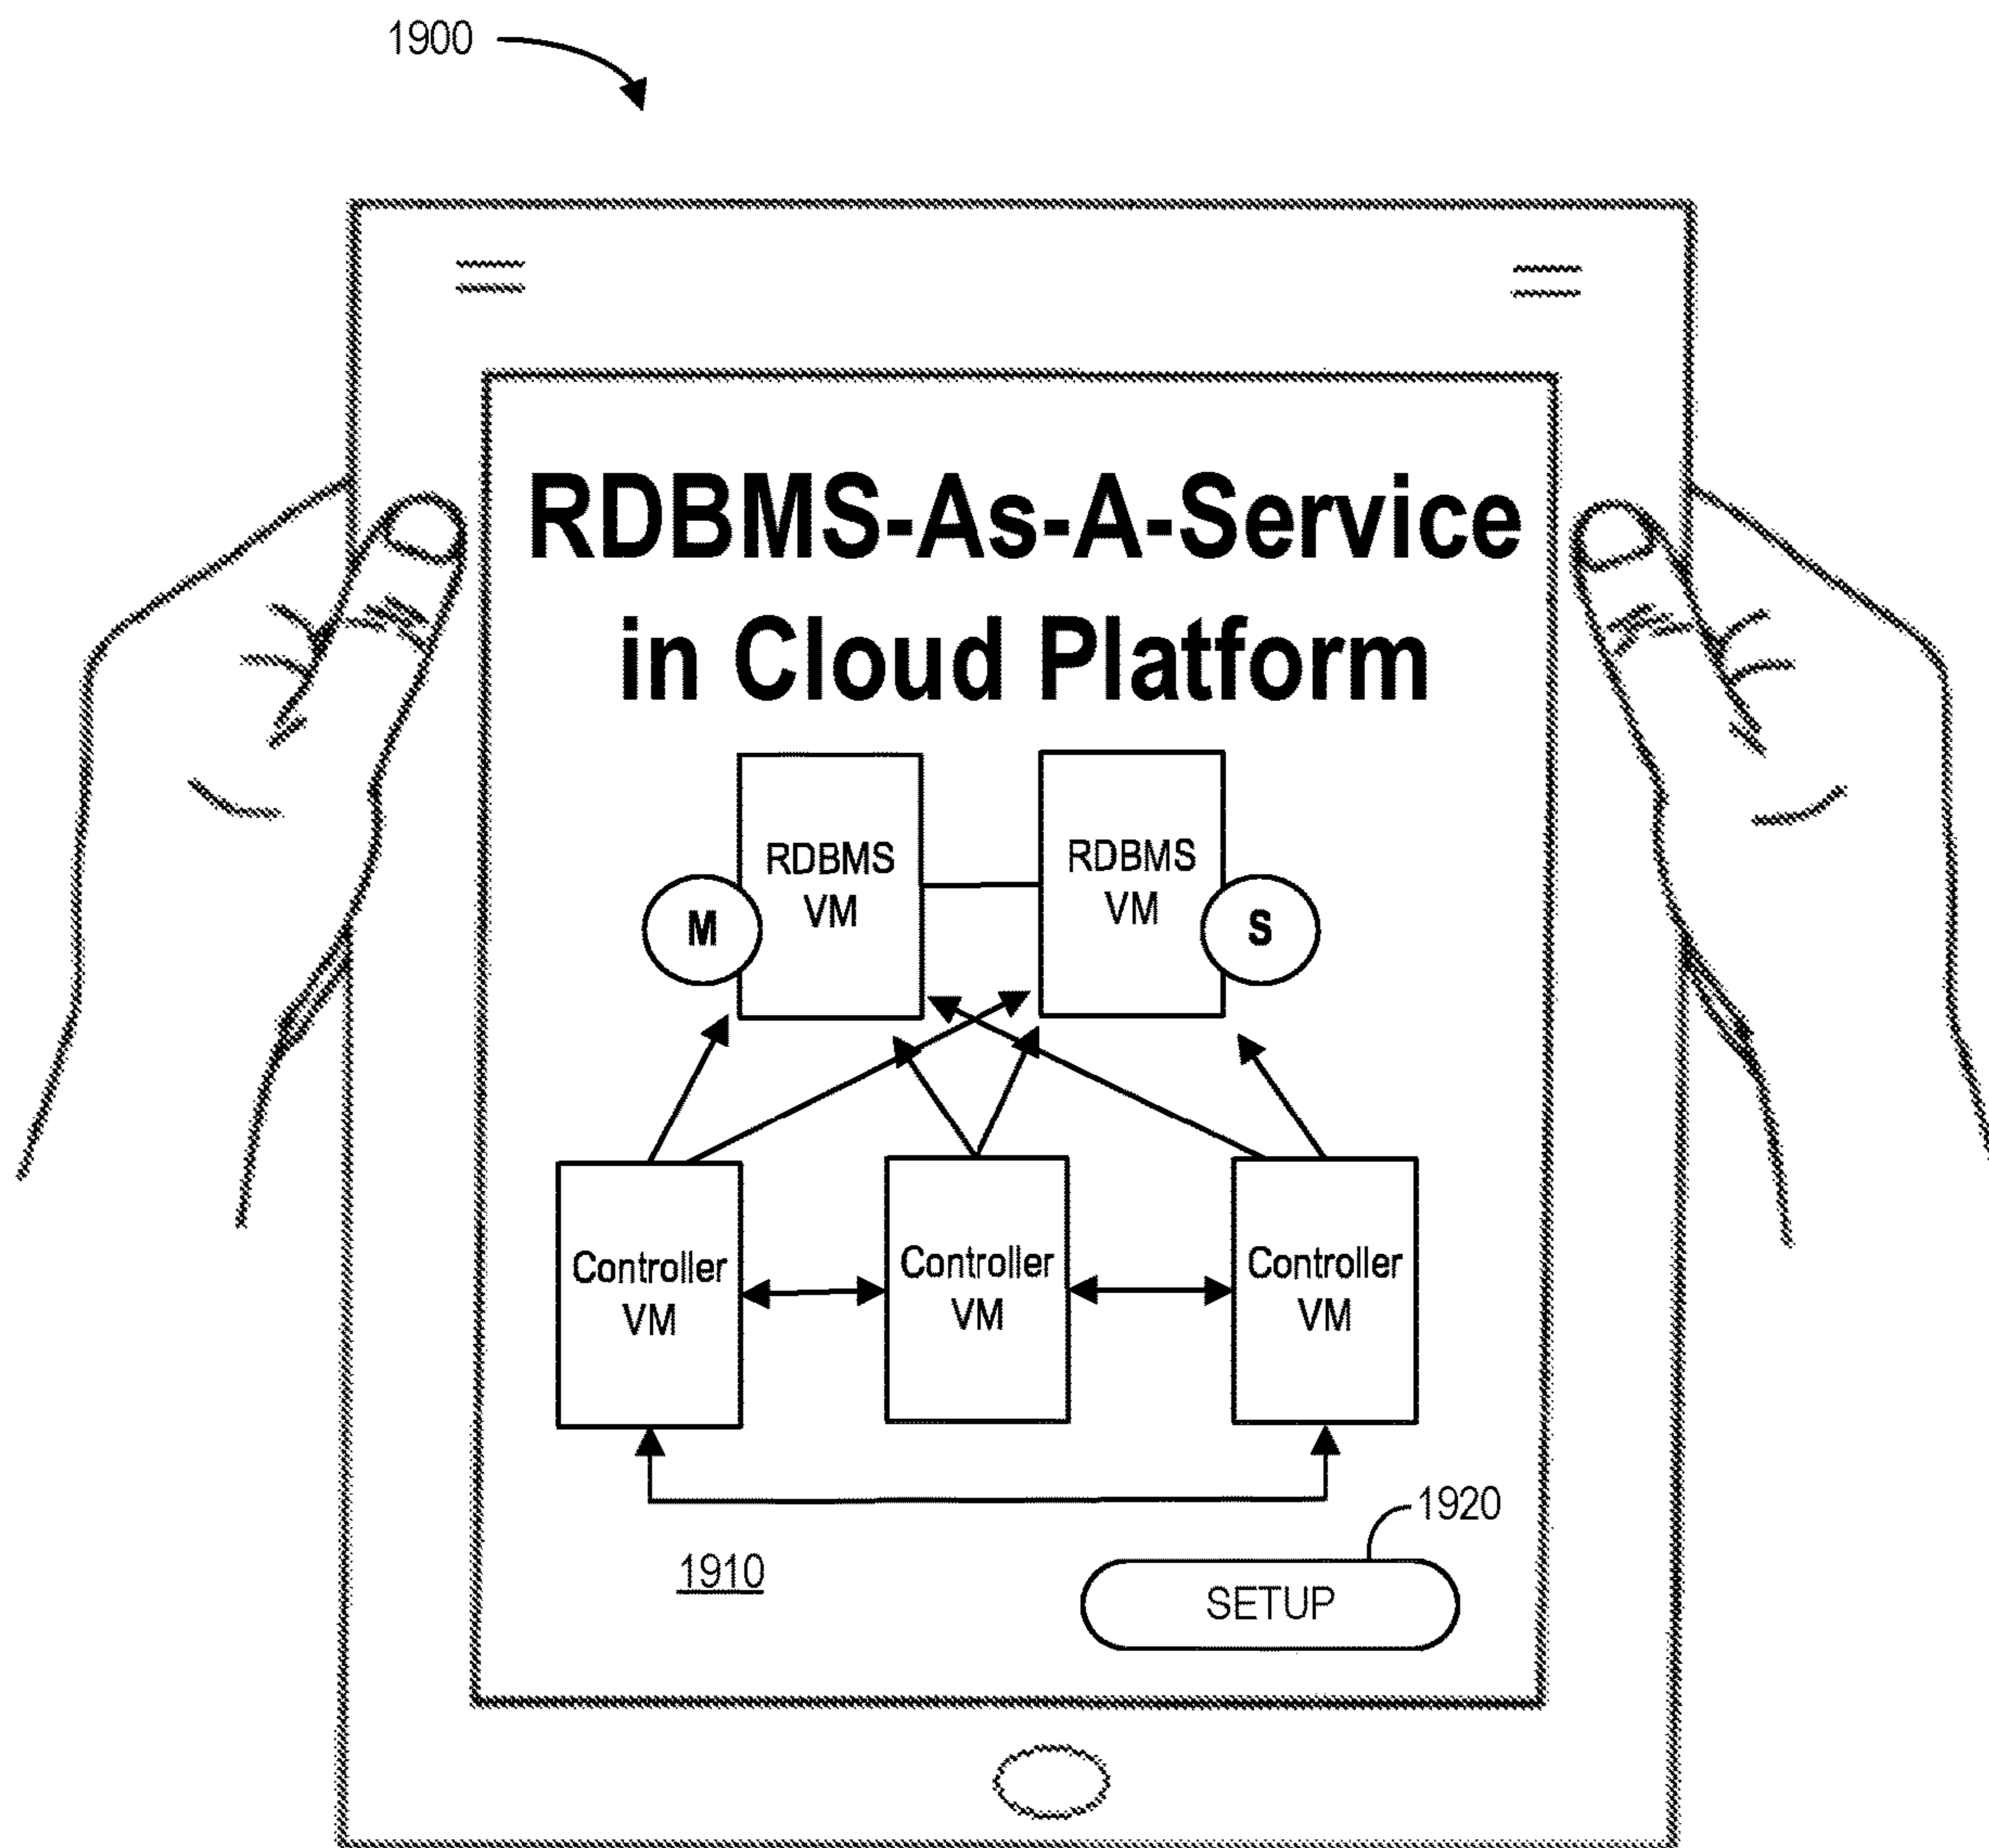 1900
RDBMS-As-A-Service
in Cloud Platform
RDBMS
VM
RDBMS
VM
M
S
Controller
VM
Controller
VM
Controller
VM
1920
1910
SETUP